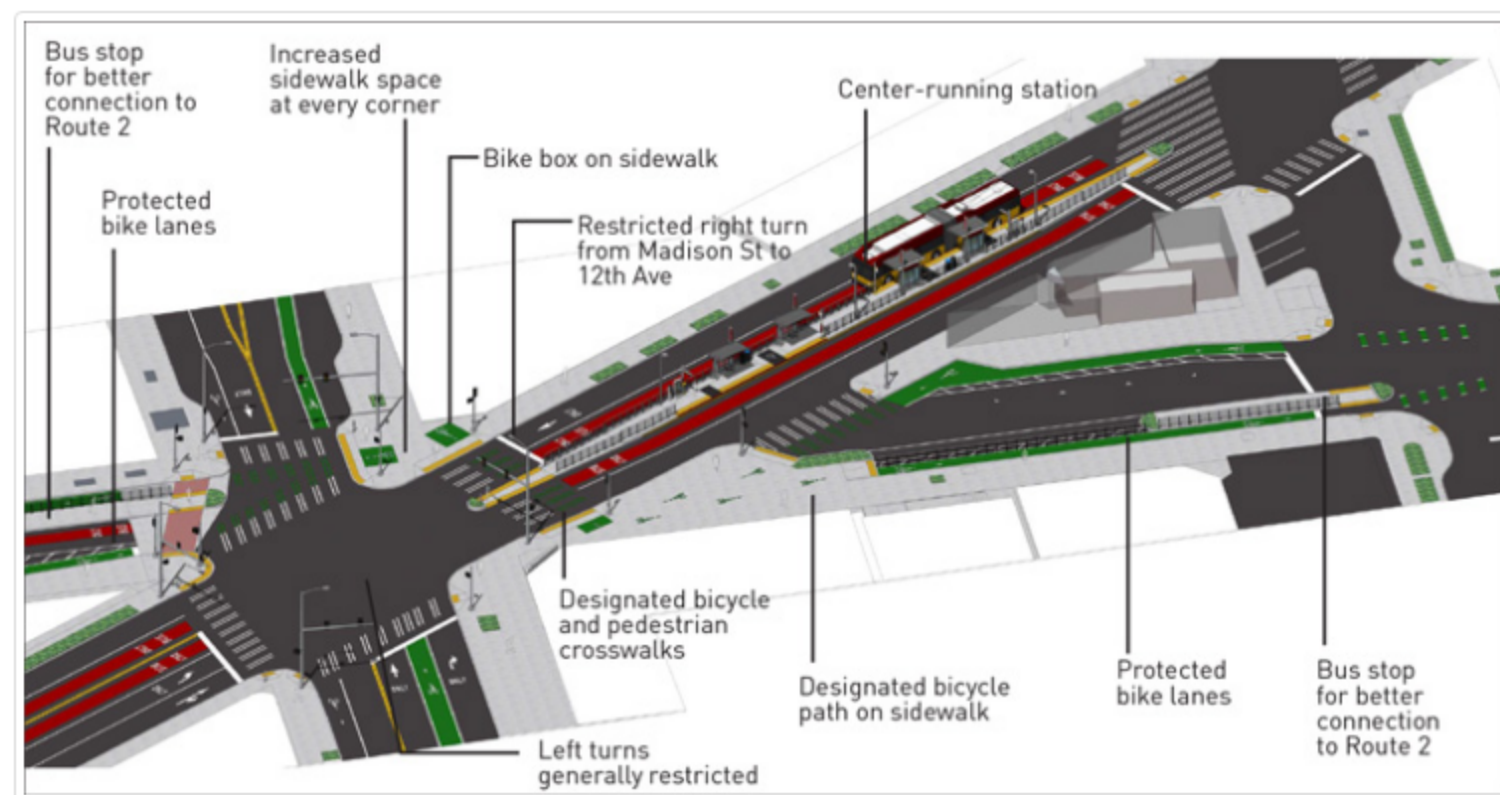 Bus stop
for better
connection to
Route 2
Increased
sidewalk space
at every corner
Center-running station
Bike box on sidewalk
Protected
bike lanes
Restricted right turn
from Madison St to
12th Ave
Designated bicycle
and pedestrian
crosswalks
Designated bicycle
path on sidewalk
Protected
bike lanes
Bus stop
for better
connection
to Route 2
Left turns
generally restricted